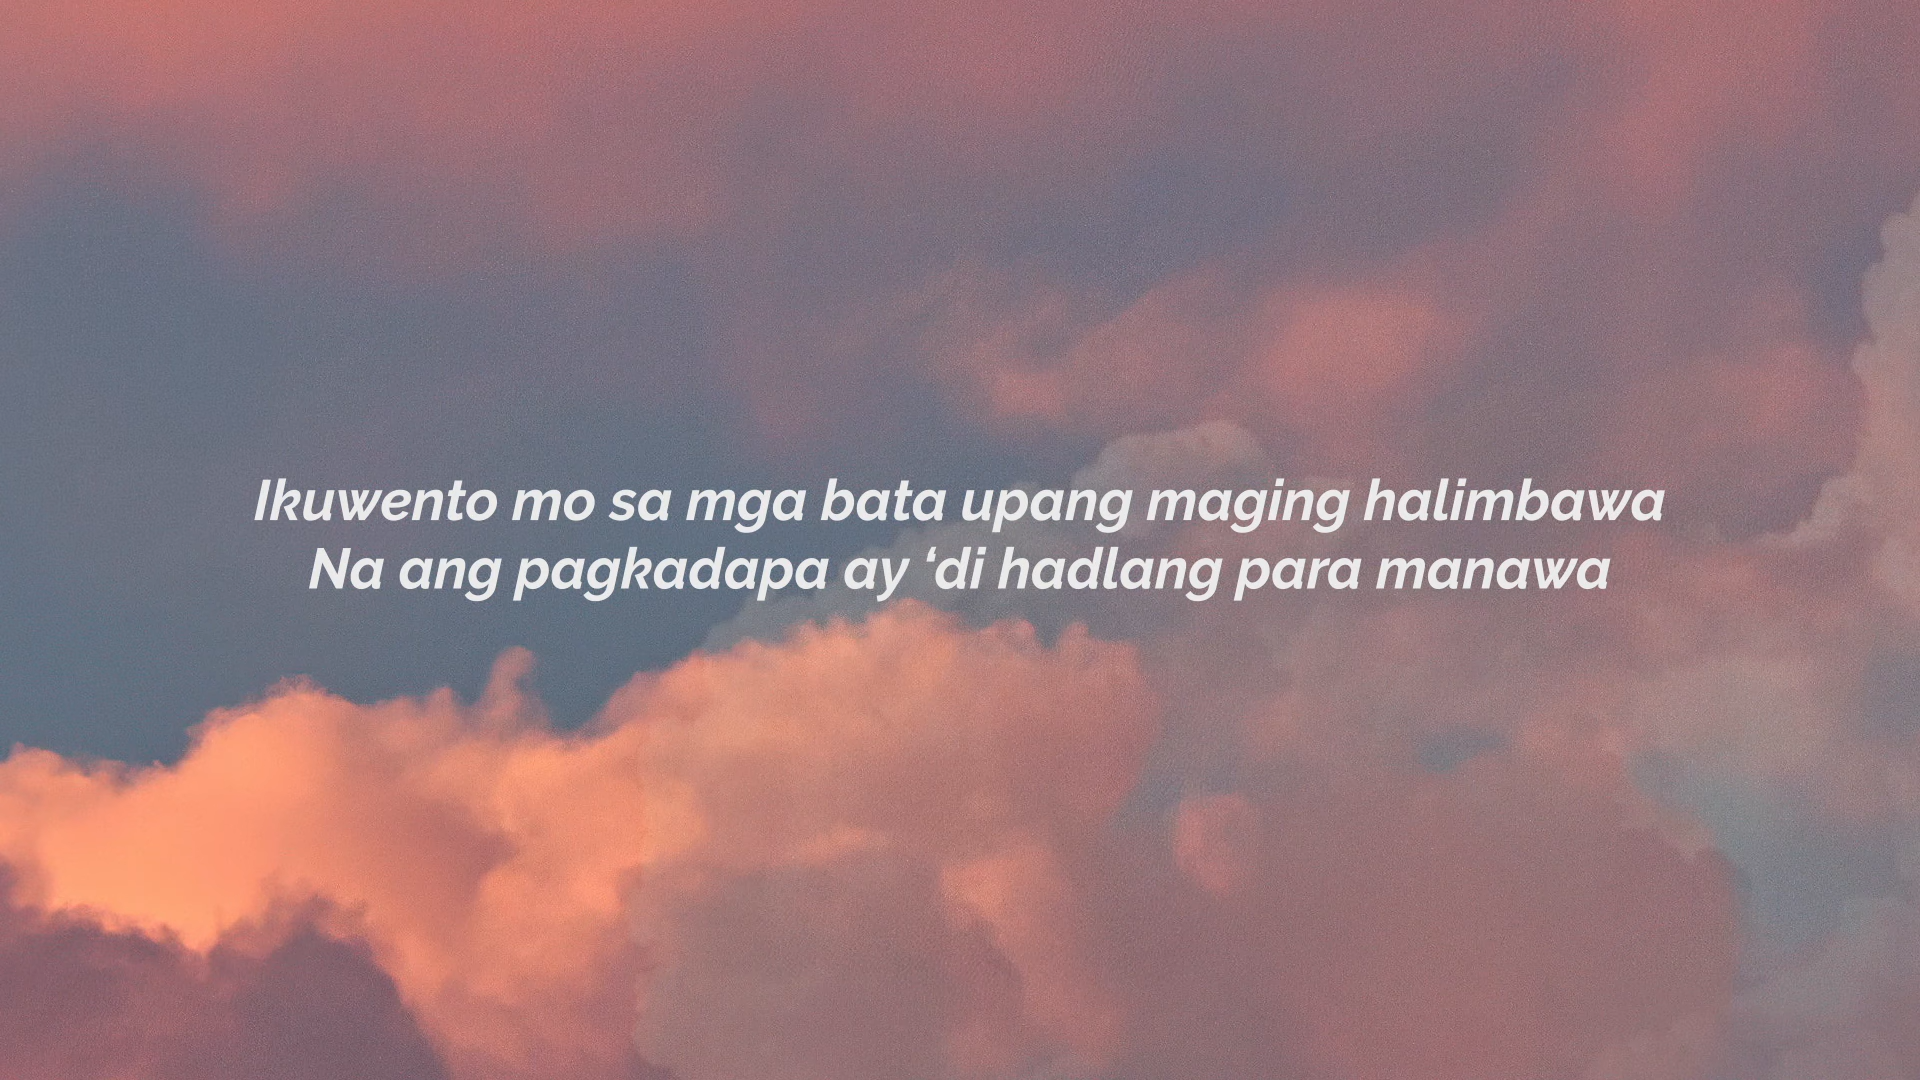 Ikuwento mo sa mga bata upang maging halimbawa
Na ang pagkadapa ay ‘di hadlang para manawa